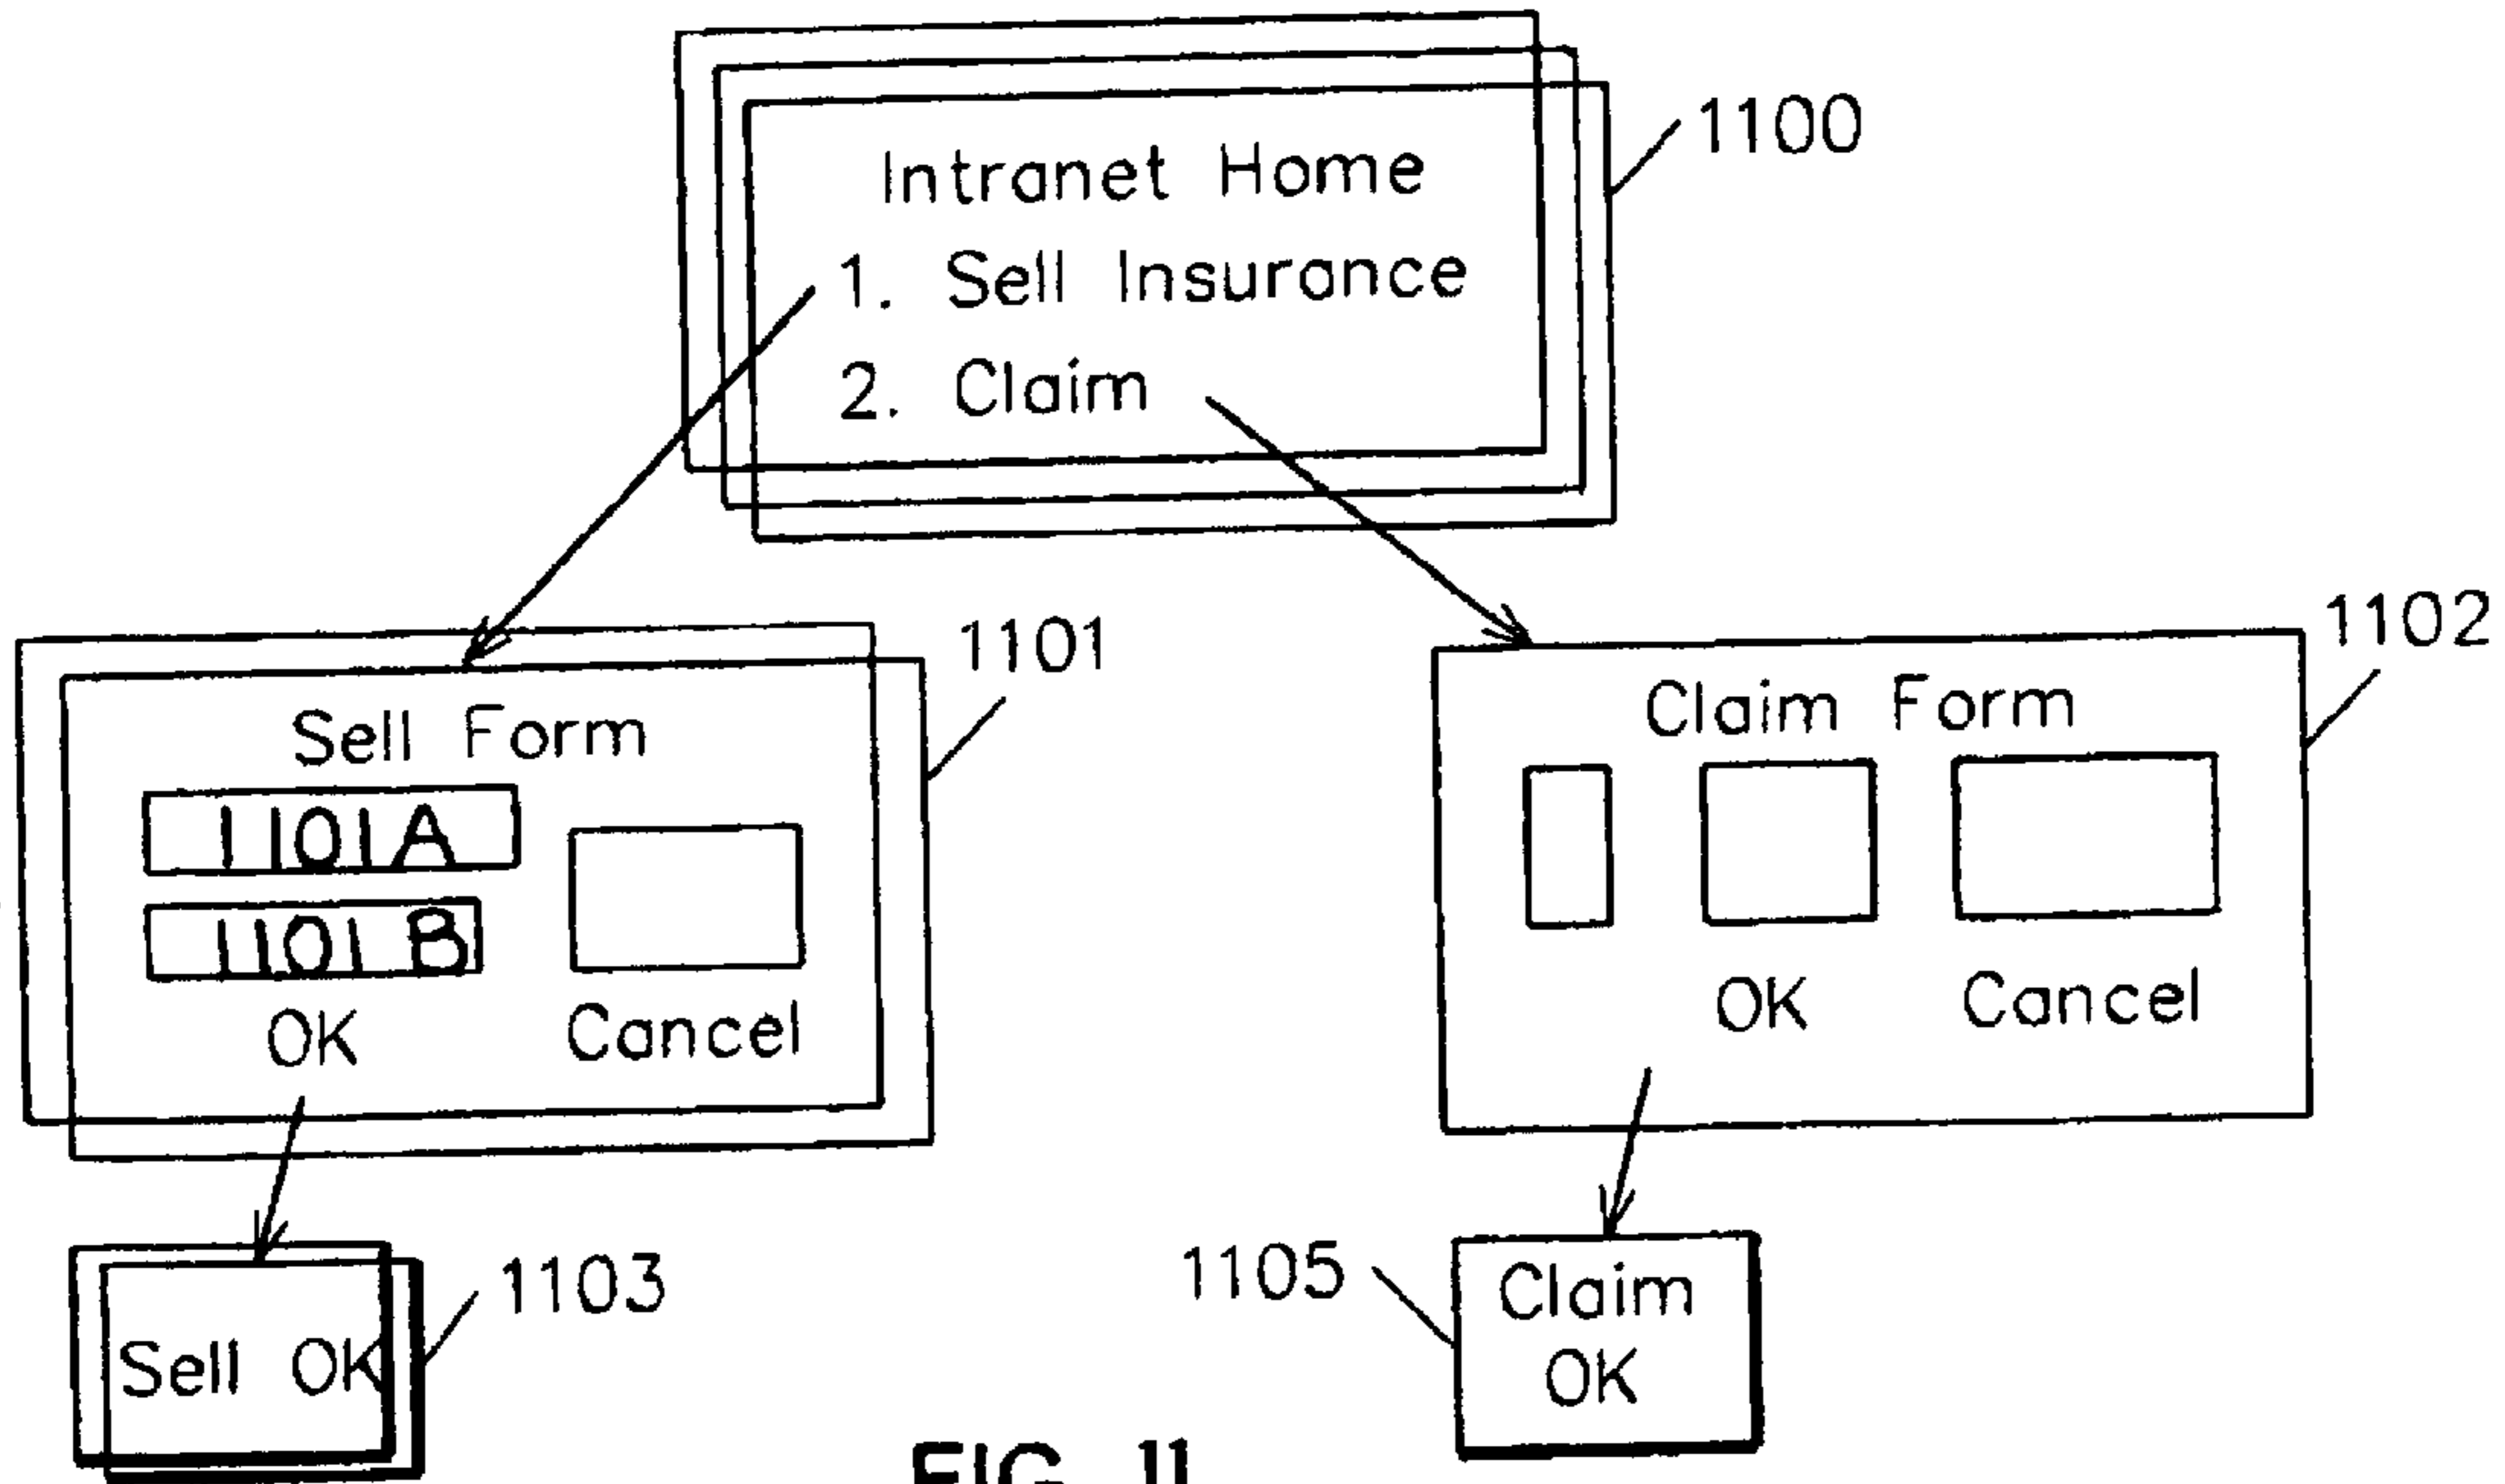 1100
Intranet Home
1. Sell Insurance
2. Claim
1101
Sell Form
1101A
1101B
OK Cancel
1102
Claim Form
OK Cancel
1103
Sell OK
1105
Claim
OK
FIG. 11